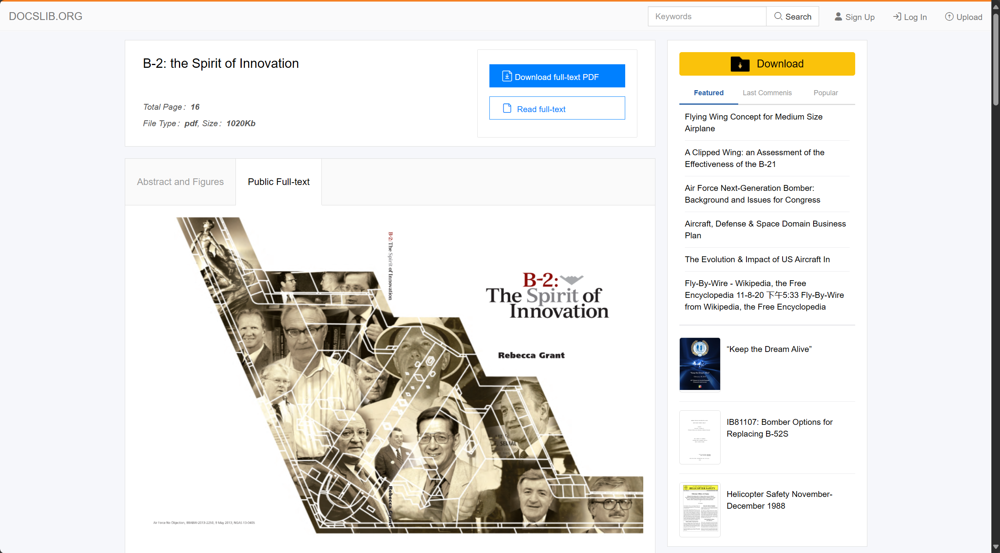 DOCSLIB.ORG
Keywords
Search
Sign Up
Log In
Upload
B-2: the Spirit of Innovation
Total Page：16
File Type：pdf, Size：1020Kb
Download full-text PDF
Read full-text
Abstract and Figures
Public Full-text
B-2: The Spirit of Innovation
B-2:
The Spirit of
Innovation
Rebecca Grant
Rebecca Grant
Air Force No Objection, 88ABW-2013-2250, 9 May 2013; NGAS 13-0405
Download
Featured
Last Commenis
Popular
Flying Wing Concept for Medium Size
Airplane
A Clipped Wing: an Assessment of the
Effectiveness of the B-21
Air Force Next-Generation Bomber:
Background and Issues for Congress
Aircraft, Defense & Space Domain Business
Plan
The Evolution & Impact of US Aircraft In
Fly-By-Wire - Wikipedia, the Free
Encyclopedia 11-8-20 下午5:33 Fly-By-Wire
from Wikipedia, the Free Encyclopedia
"Keep the Dream Alive"
“Keep the Dream Alive”
IB81107: Bomber Options for
Replacing B-52S
HELICOPTER SAFETY
Helicopter Safety November-
December 1988